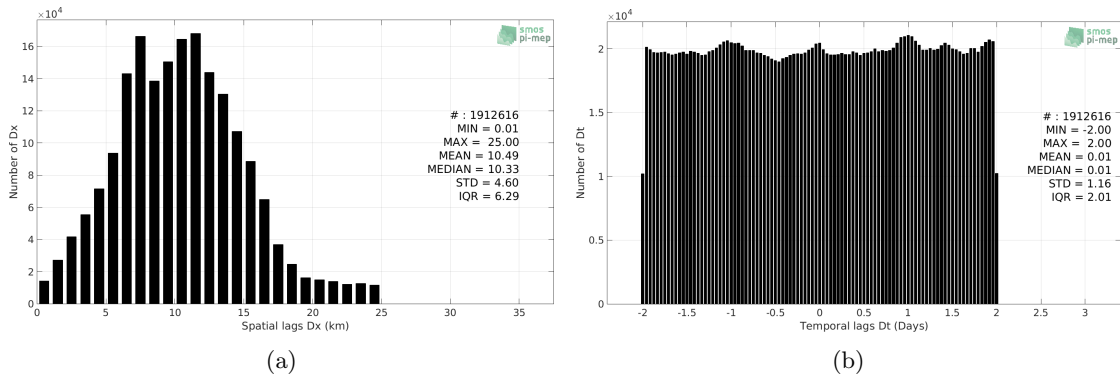 ×10⁴
16
14
12
10
8
6
4
2
0
Number of Dx
0 5 10 15 20 25 30 35
Spatial lags Dx (km)
smos
pi-mep
# : 1912616
MIN = 0.01
MAX = 25.00
MEAN = 10.49
MEDIAN = 10.33
STD = 4.60
IQR = 6.29
(a)
×10⁴
2
1.5
1
0.5
0
Number of Dt
-2 -1.5 -1 -0.5 0 0.5 1 1.5 2 2.5 3
Temporal lags Dt (Days)
smos
pi-mep
# : 1912616
MIN = -2.00
MAX = 2.00
MEAN = 0.01
MEDIAN = 0.01
STD = 1.16
IQR = 2.01
(b)